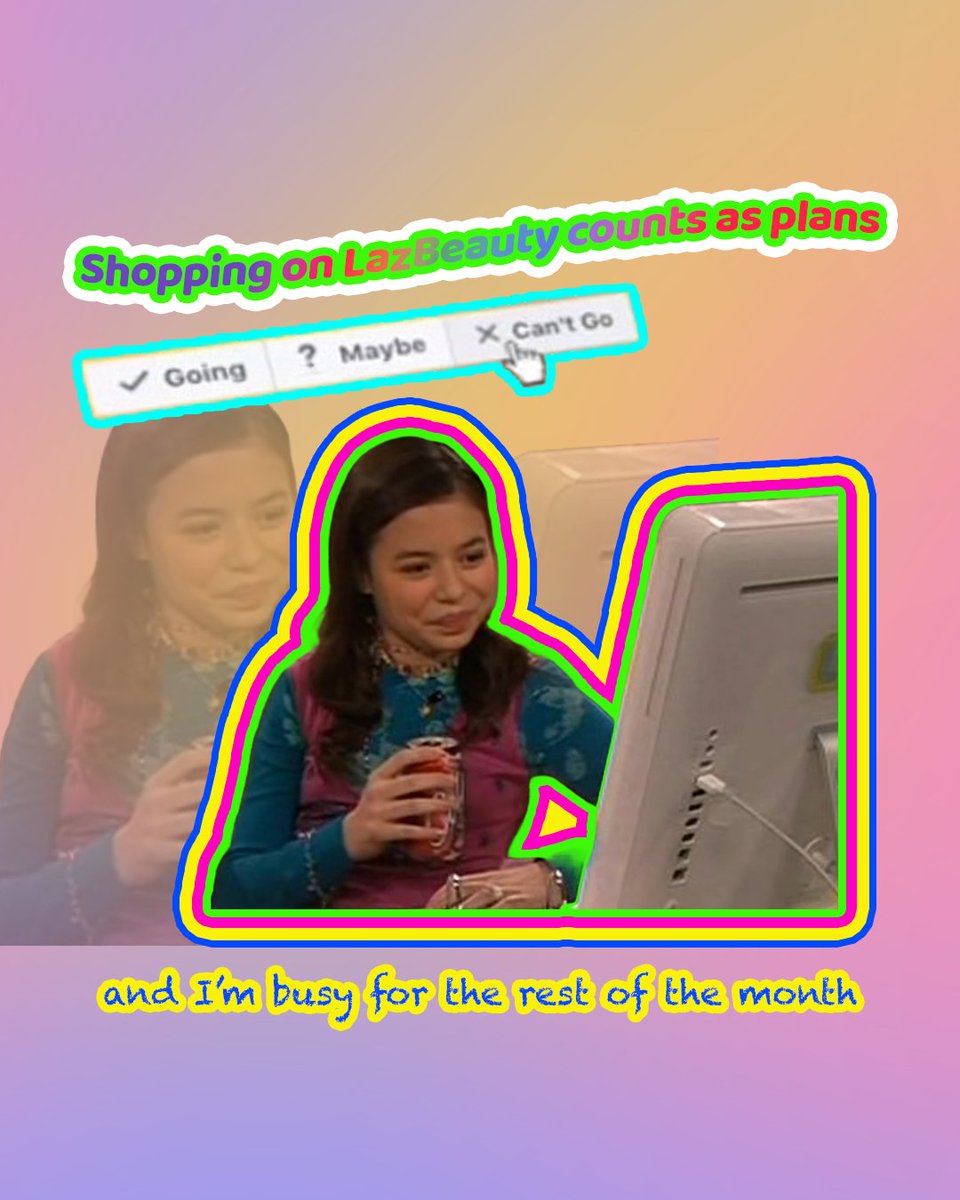 Shopping on LazBeauty counts as plans
Going ? Maybe Can't Go
and I'm busy for the rest of the month